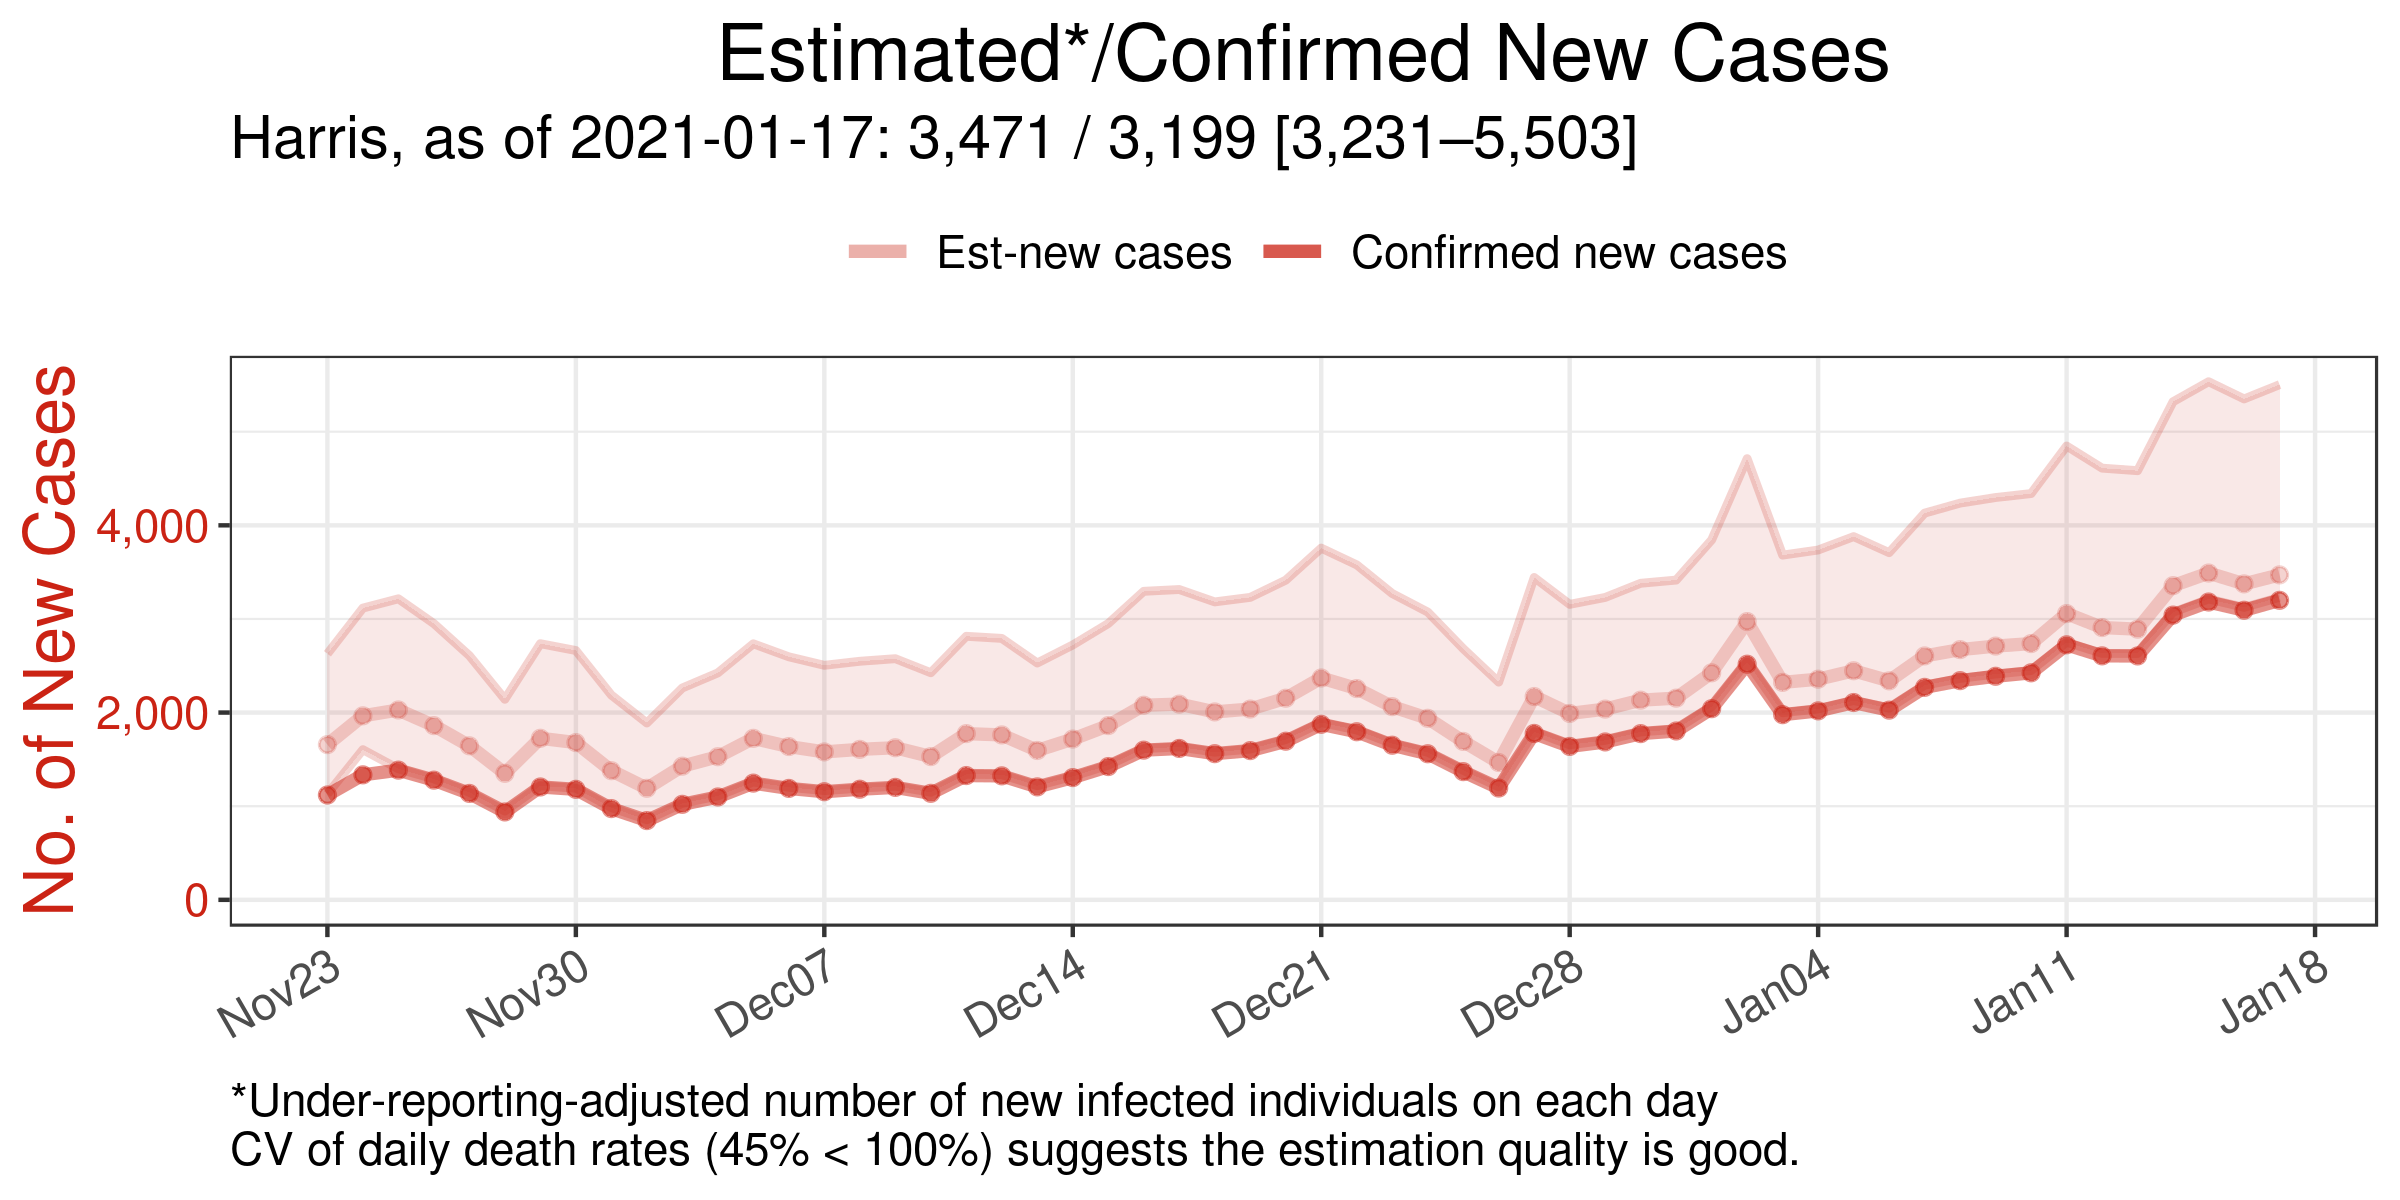 Estimated*/Confirmed New Cases
Harris, as of 2021-01-17: 3,471 / 3,199 [3,231–5,503]
Est-new cases Confirmed new cases
No. of New Cases
4,000
2,000
0
Nov23 Nov30 Dec07 Dec14 Dec21 Dec28 Jan04 Jan11 Jan18
*Under-reporting-adjusted number of new infected individuals on each day
CV of daily death rates (45% < 100%) suggests the estimation quality is good.